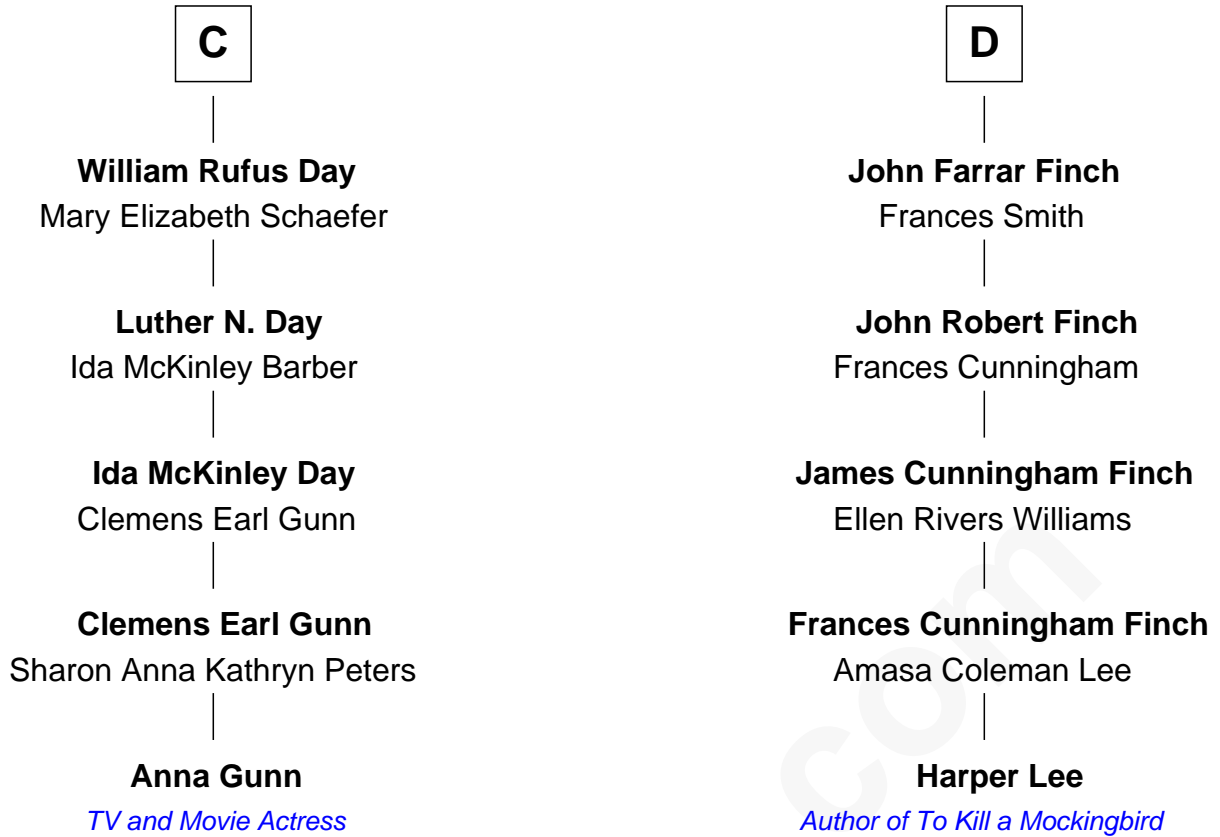 C
William Rufus Day
Mary Elizabeth Schaefer
Luther N. Day
Ida McKinley Barber
Ida McKinley Day
Clemens Earl Gunn
Clemens Earl Gunn
Sharon Anna Kathryn Peters
Anna Gunn
TV and Movie Actress
D
John Farrar Finch
Frances Smith
John Robert Finch
Frances Cunningham
James Cunningham Finch
Ellen Rivers Williams
Frances Cunningham Finch
Amasa Coleman Lee
Harper Lee
Author of To Kill a Mockingbird
com